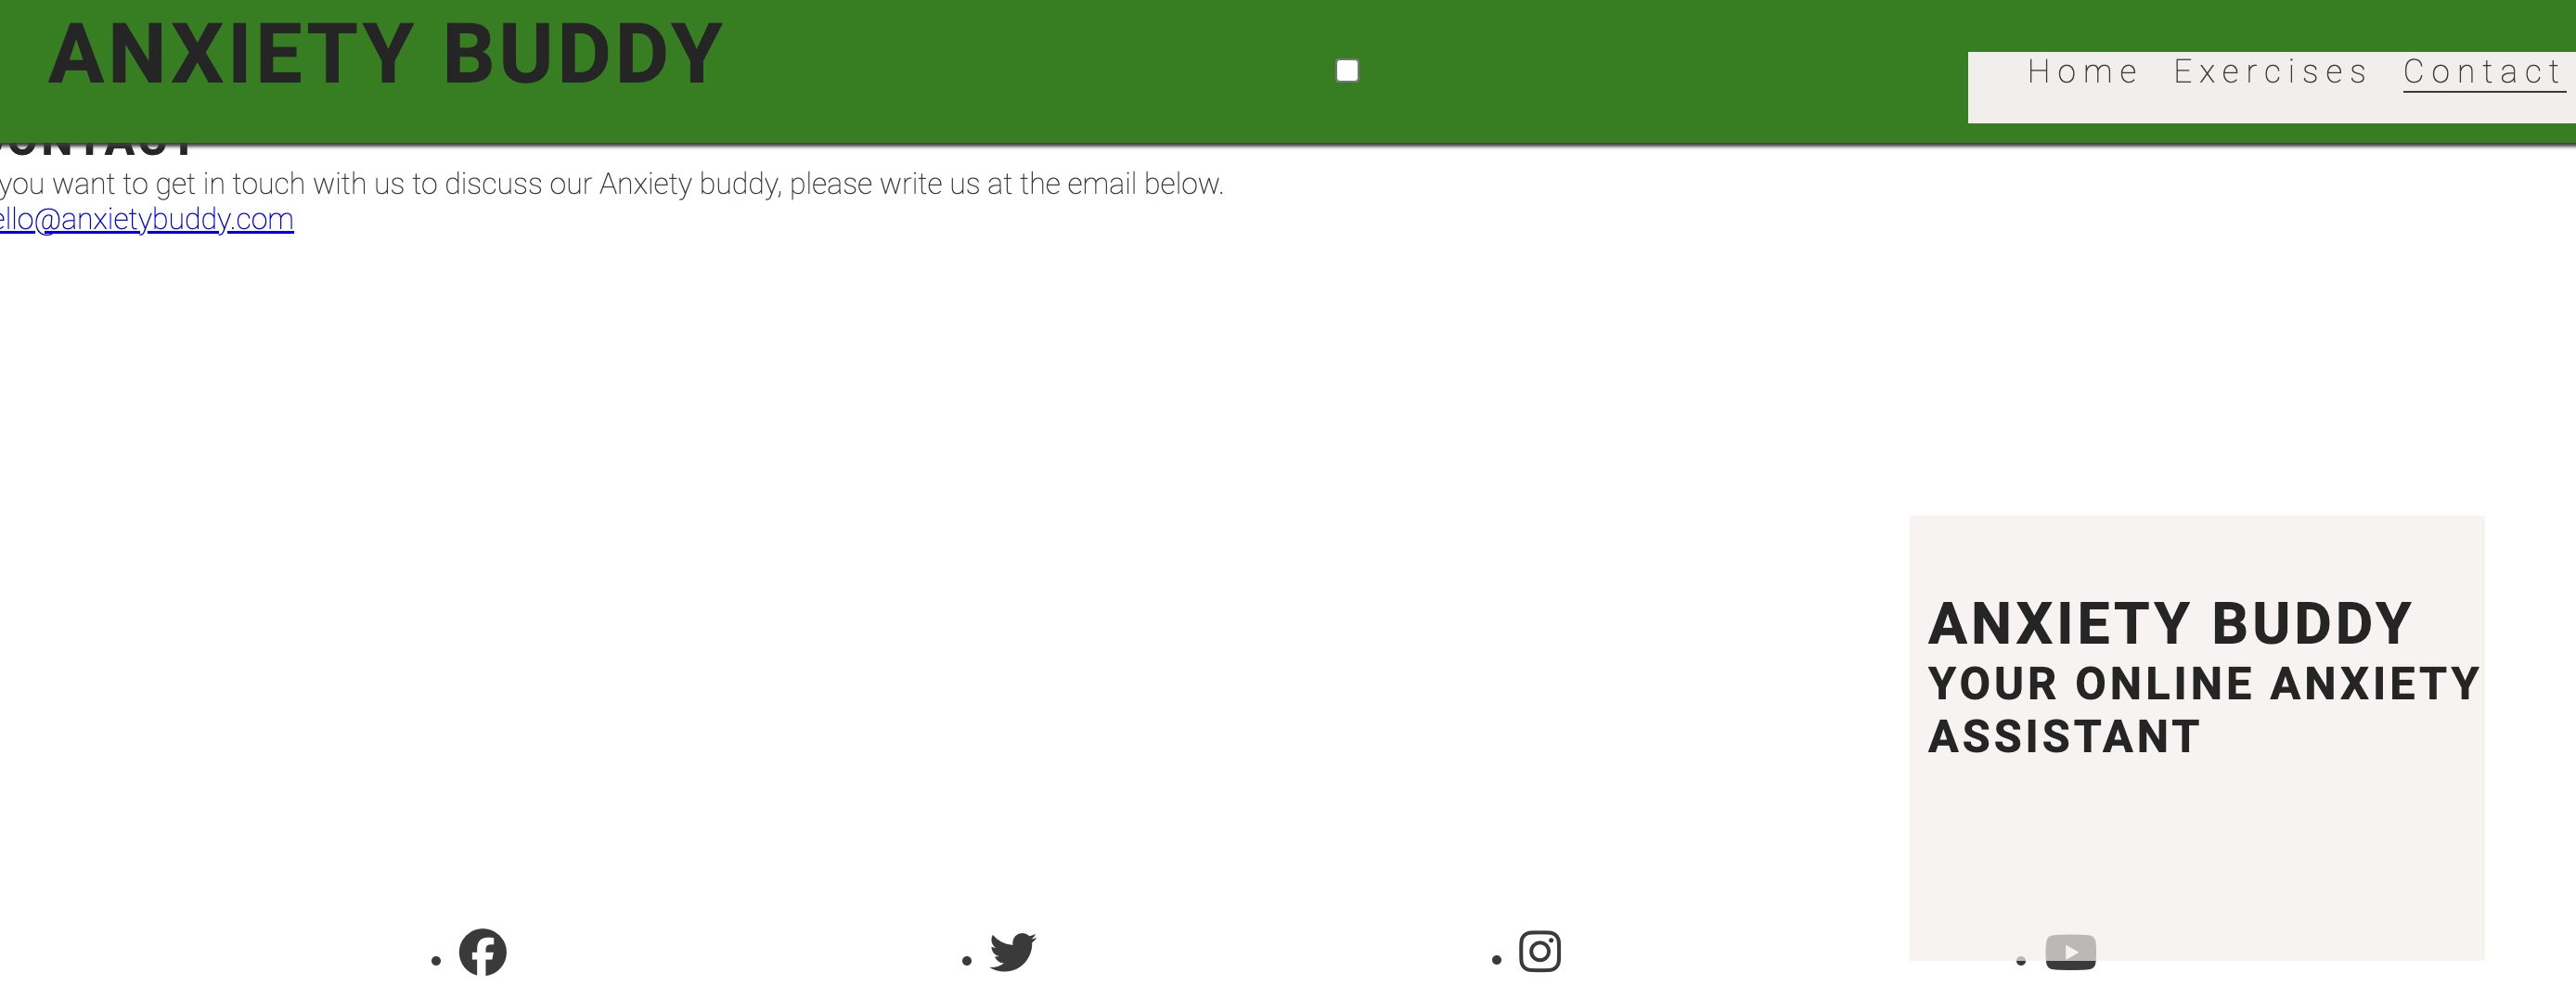 ANXIETY BUDDY
Home Exercises Contact
CONTACT
you want to get in touch with us to discuss our Anxiety buddy, please write us at the email below.
ello@anxietybuddy.com
ANXIETY BUDDY
YOUR ONLINE ANXIETY
ASSISTANT